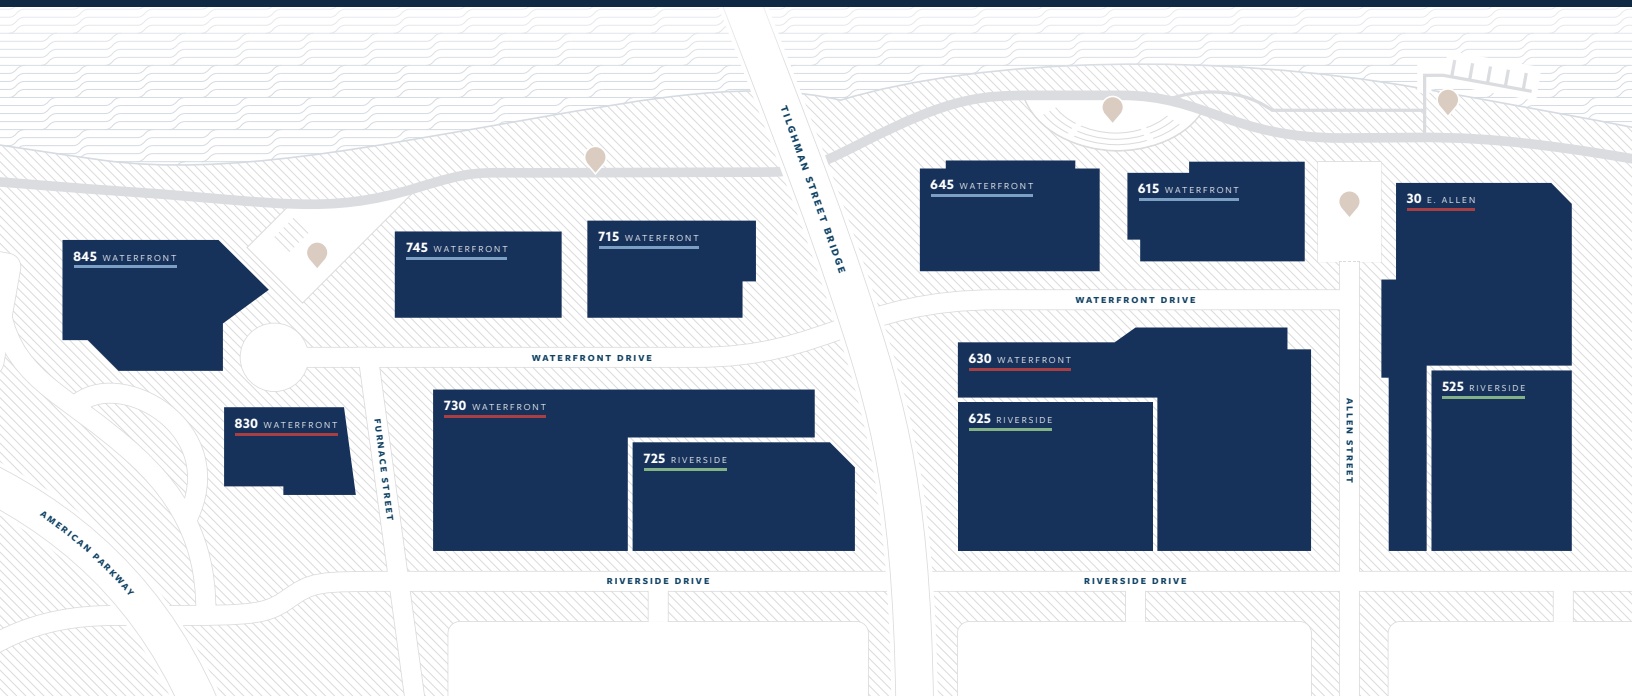 TILGHMAN STREET BRIDGE
645 WATERFRONT
615 WATERFRONT
30 E. ALLEN
845 WATERFRONT
745 WATERFRONT
715 WATERFRONT
WATERFRONT DRIVE
WATERFRONT DRIVE
630 WATERFRONT
525 RIVERSIDE
730 WATERFRONT
830 WATERFRONT
625 RIVERSIDE
725 RIVERSIDE
FURNACE STREET
ALLEN STREET
AMERICAN PARKWAY
RIVERSIDE DRIVE
RIVERSIDE DRIVE